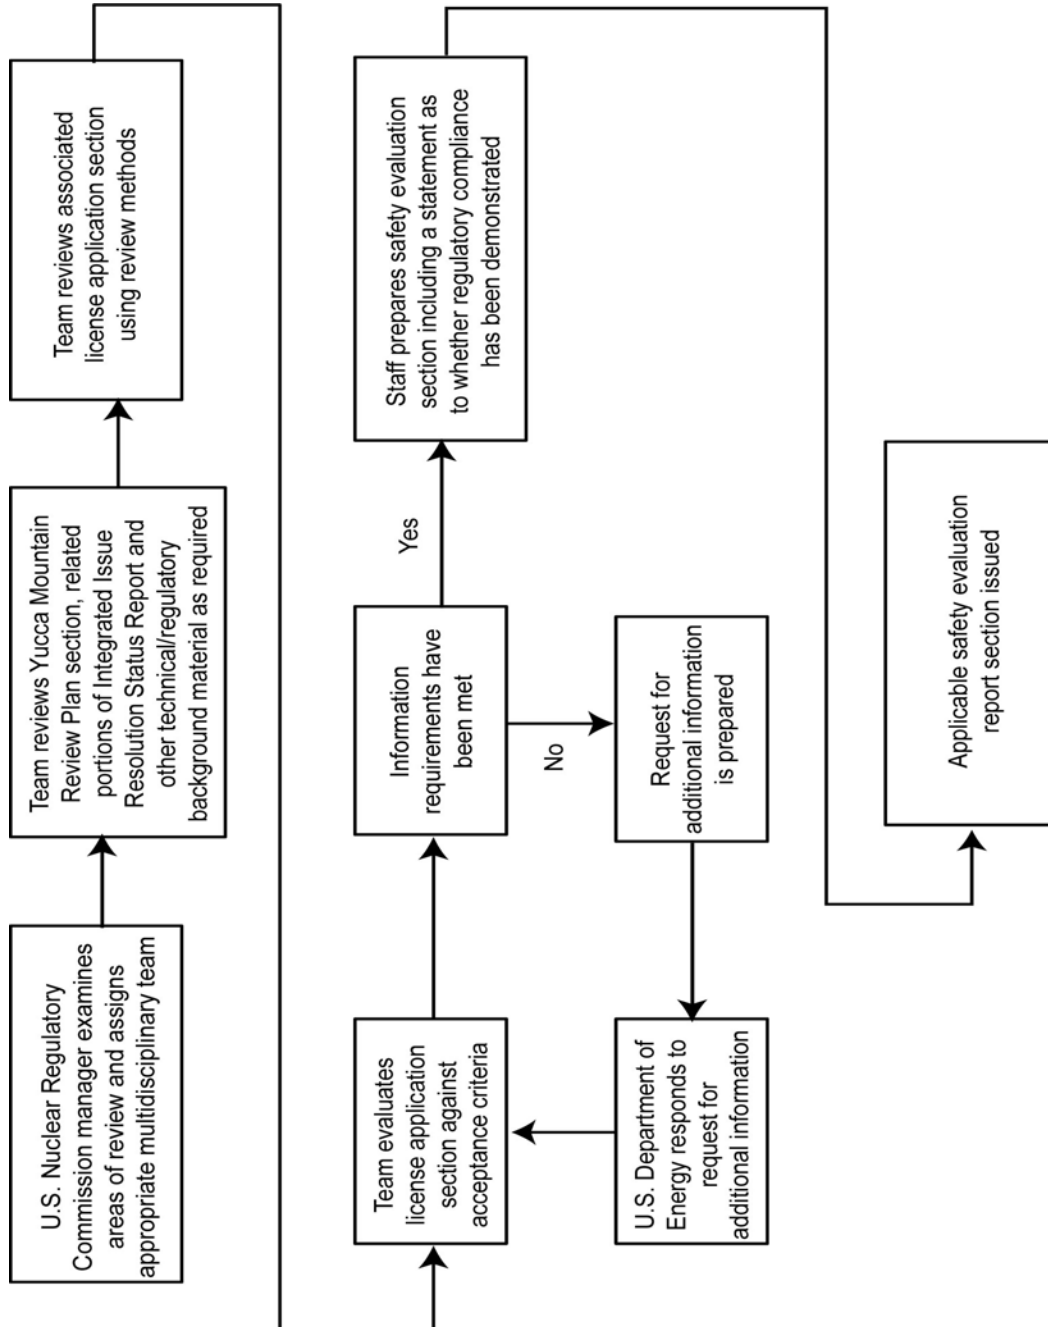 U.S. Nuclear Regulatory
Commission manager examines
areas of review and assigns
appropriate multidisciplinary team
Team reviews Yucca Mountain
Review Plan section, related
portions of Integrated Issue
Resolution Status Report and
other technical/regulatory
background material as required
Team reviews associated
license application section
using review methods
Team evaluates
license application
section against
acceptance criteria
Information
requirements have
been met
Yes
Staff prepares safety evaluation
section including a statement as
to whether regulatory compliance
has been demonstrated
No
Request for
additional information
is prepared
U.S. Department of
Energy responds to
request for
additional information
Applicable safety evaluation
report section issued